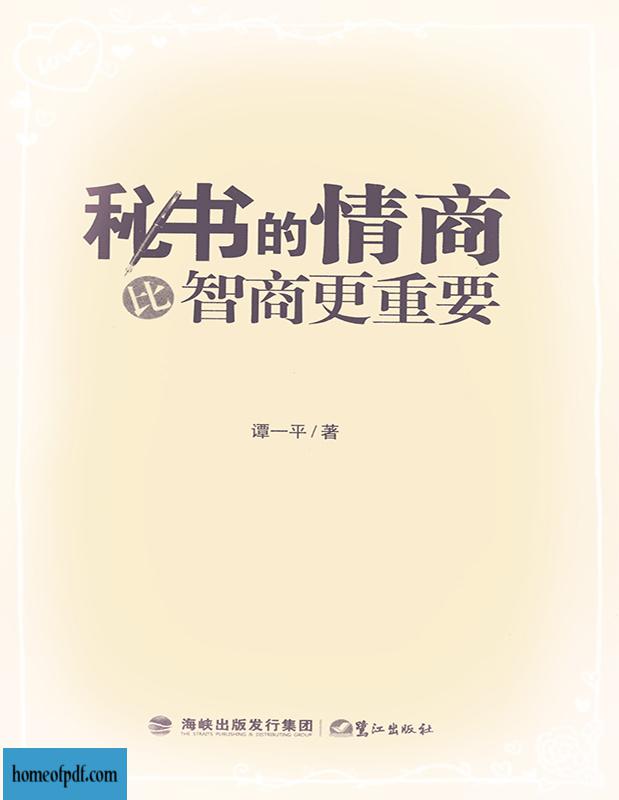 Love
秘书的情商
比智商更重要
谭一平/著
海峡出版发行集团 鹭江出版社
THE STRAITS PUBLISHING & DISTRIBUTING GROUP
homeofpdf.com